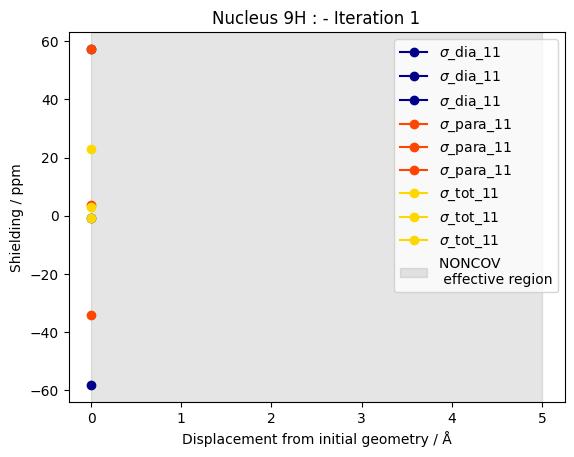 Nucleus 9H : - Iteration 1
Shielding / ppm
60
40
20
0
−20
−40
−60
σ_dia_11
σ_dia_11
σ_dia_11
σ_para_11
σ_para_11
σ_para_11
σ_tot_11
σ_tot_11
σ_tot_11
NONCOV
effective region
0 1 2 3 4 5
Displacement from initial geometry / Å